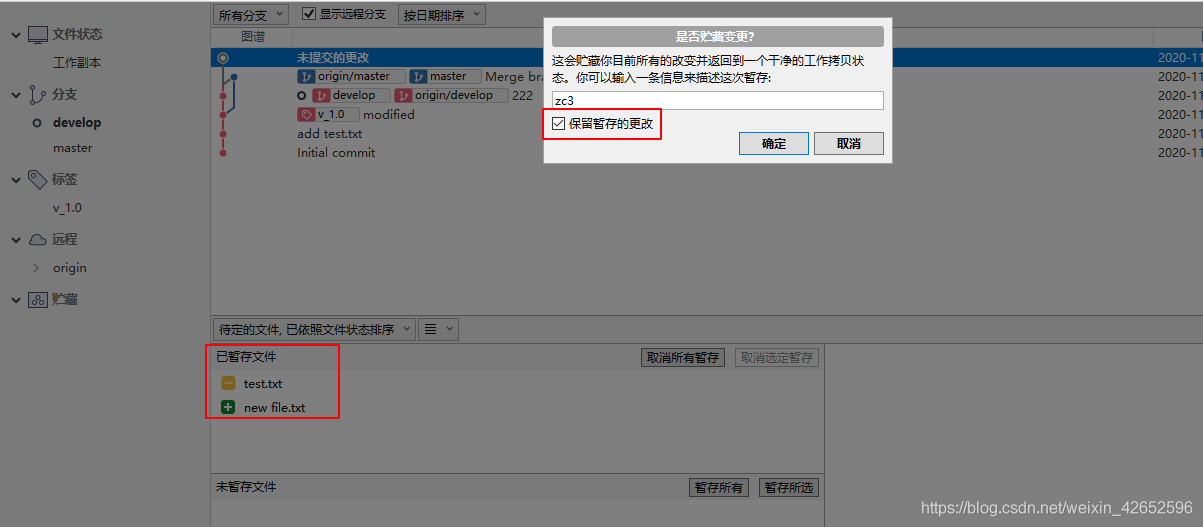 文件状态
工作副本
分支
develop
master
标签
v_1.0
远程
origin
贮藏
所有分支 显示远程分支 按日期排序
图谱
未提交的更改 2020-11
origin/master master Merge bra 2020-11
develop origin/develop 222 2020-11
v_1.0 modified 2020-11
add test.txt 2020-11
Initial commit 2020-11
是否贮藏变更?
这会贮藏你目前所有的改变并返回到一个干净的工作拷贝状
态。你可以输入一条信息来描述这次暂存:
zc3
保留暂存的更改
确定 取消
待定的文件, 已依照文件状态排序
已暂存文件 取消所有暂存 取消选定暂存
test.txt
new file.txt
未暂存文件 暂存所有 暂存所选
https://blog.csdn.net/weixin_42652596